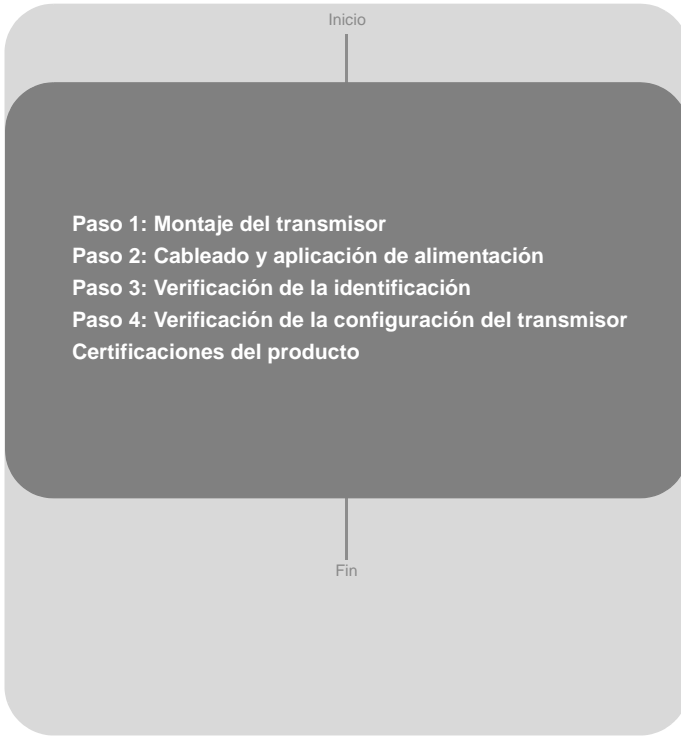 Inicio
Paso 1: Montaje del transmisor
Paso 2: Cableado y aplicación de alimentación
Paso 3: Verificación de la identificación
Paso 4: Verificación de la configuración del transmisor
Certificaciones del producto
Fin